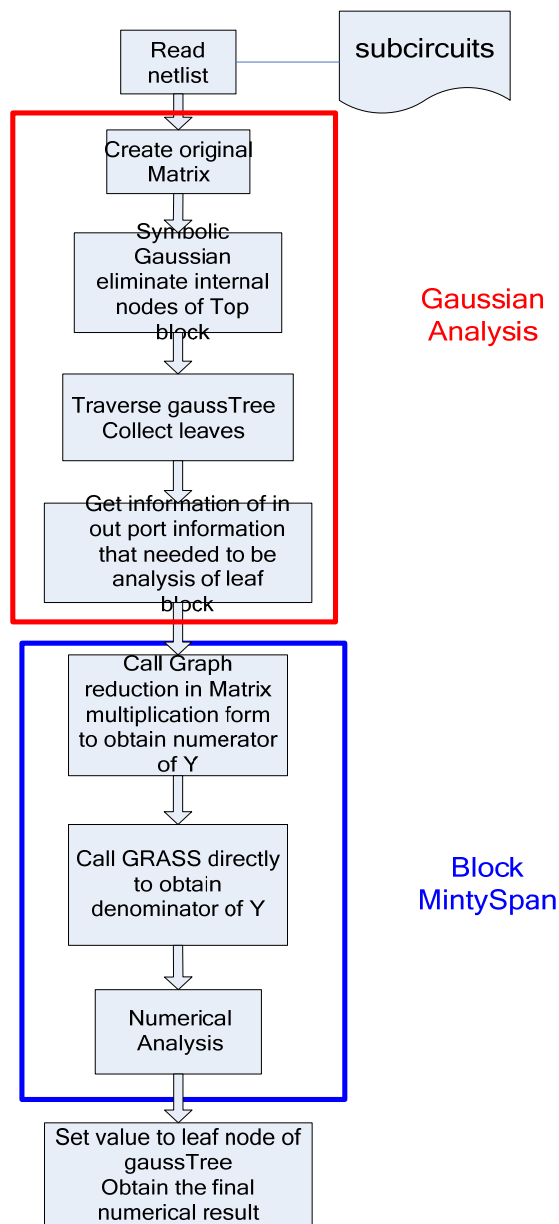 Read
netlist
subcircuits
Create original
Matrix
Symbolic
Gaussian
eliminate internal
nodes of Top
block
Gaussian
Analysis
Traverse gaussTree
Collect leaves
Get information of in
out port information
that needed to be
analysis of leaf
block
Call Graph
reduction in Matrix
multiplication form
to obtain numerator
of Y
Call GRASS directly
to obtain
denominator of Y
Block
MintySpan
Numerical
Analysis
Set value to leaf node of
gaussTree
Obtain the final
numerical result